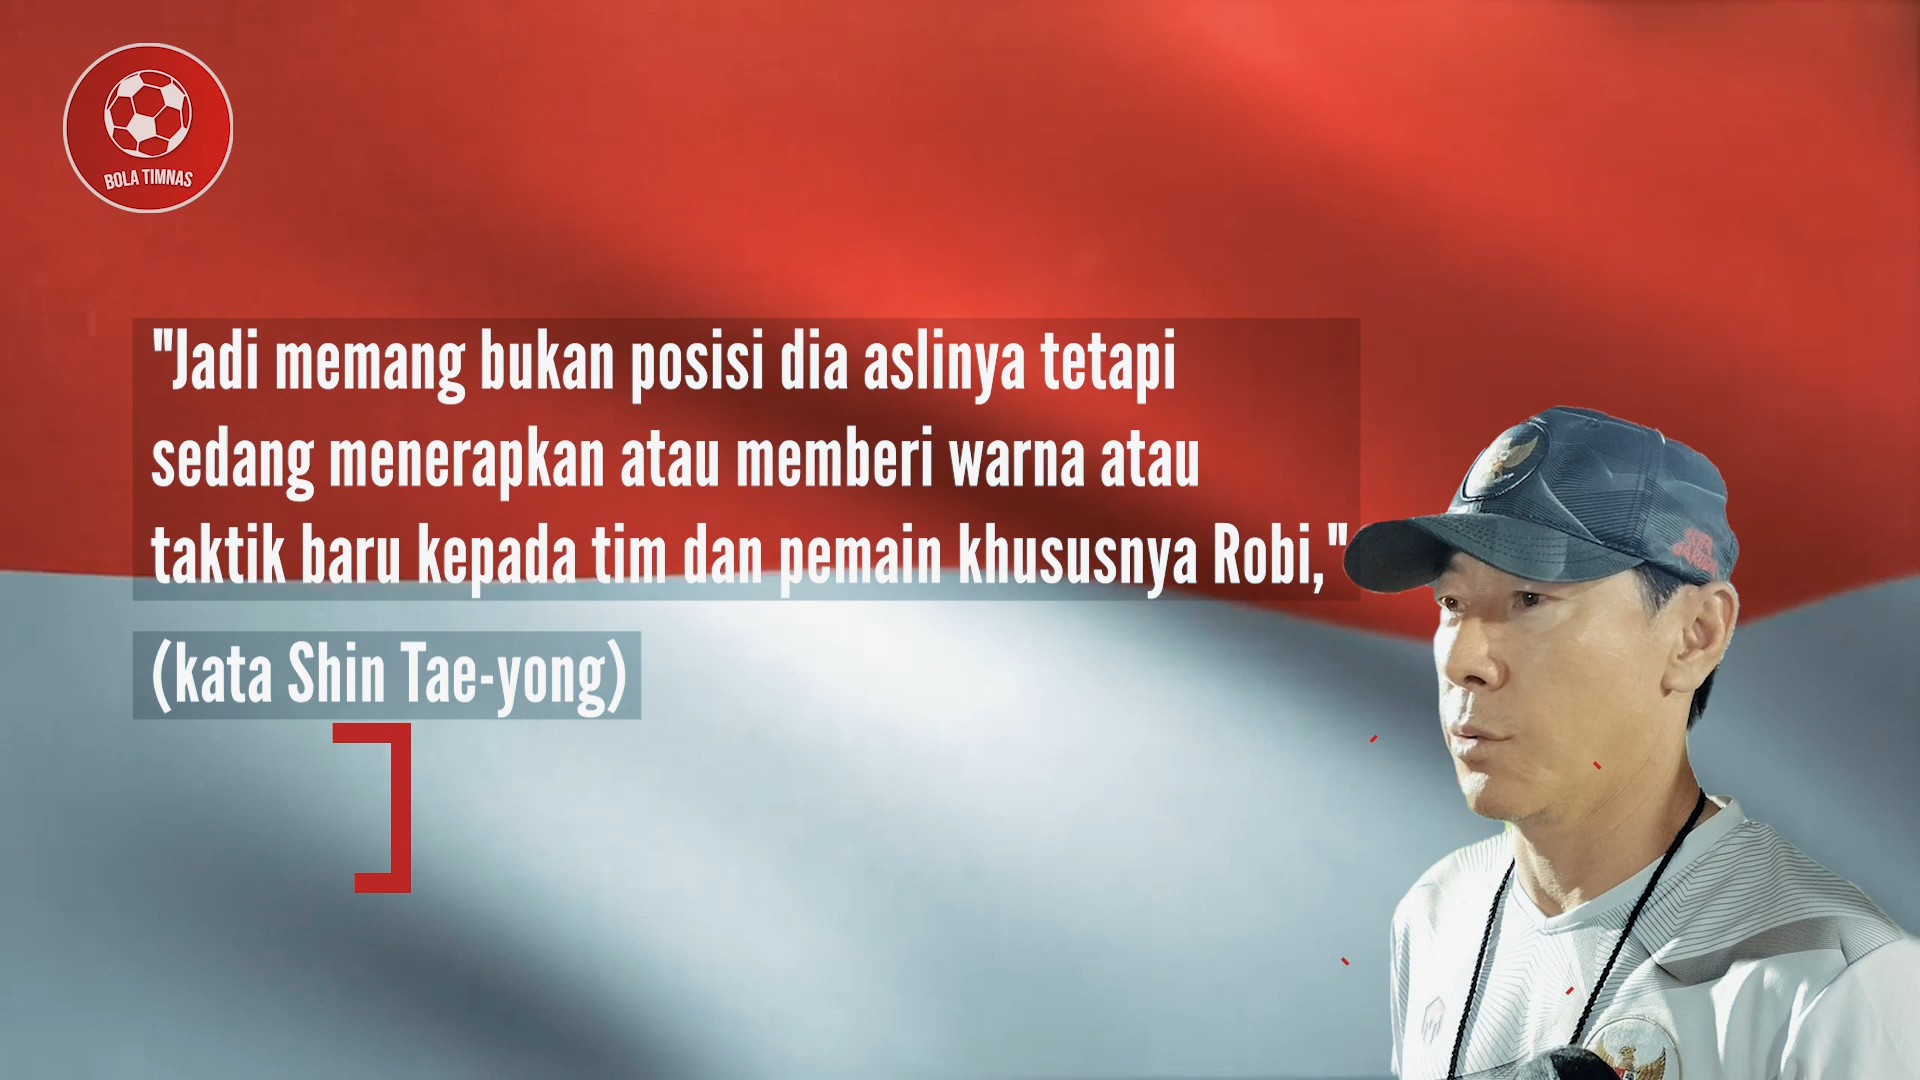 BOLA TIMNAS
"Jadi memang bukan posisi dia aslinya tetapi
sedang menerapkan atau memberi warna atau
taktik baru kepada tim dan pemain khususnya Robi,"
(kata Shin Tae-yong)